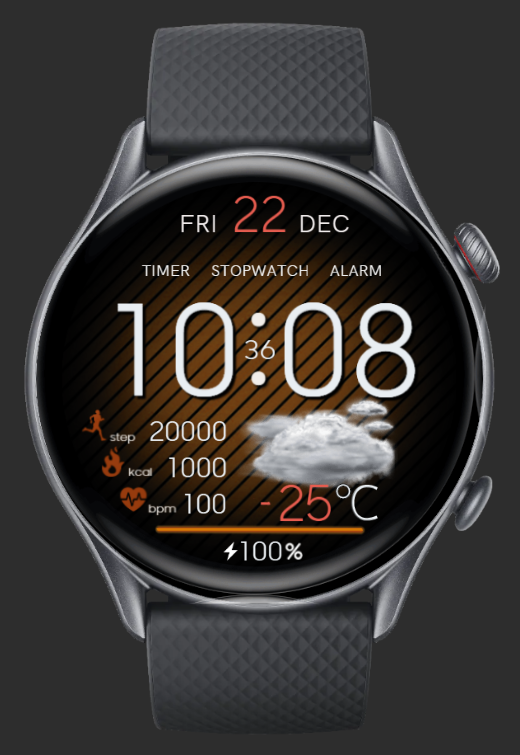 FRI 22 DEC
TIMER STOPWATCH ALARM
10:08
36
step 20000
kcal 1000
bpm 100
-25°C
100%